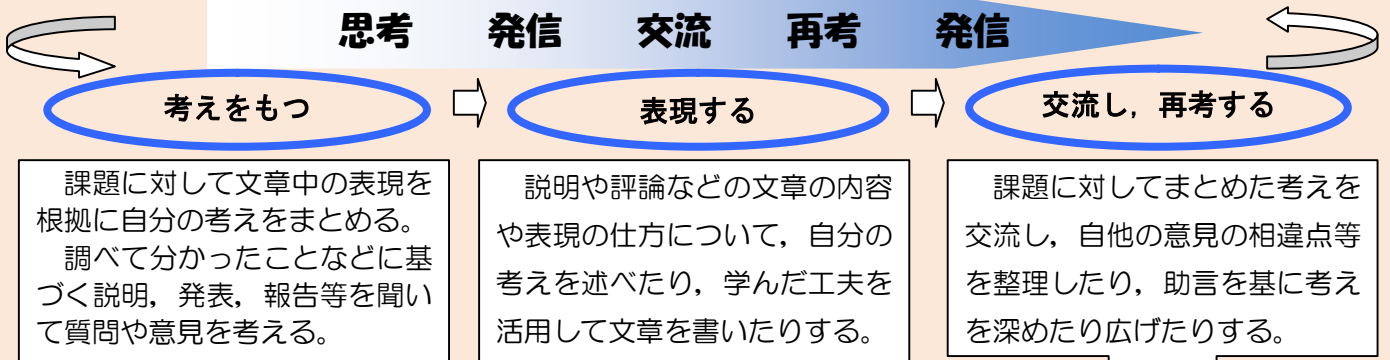 思考 発信 交流 再考 発信
考えをもつ
表現する
交流し，再考する
課題に対して文章中の表現を
根拠に自分の考えをまとめる。
調べて分かったことなどに基
づく説明，発表，報告等を聞い
て質問や意見を考える。
説明や評論などの文章の内容
や表現の仕方について，自分の
考えを述べたり，学んだ工夫を
活用して文章を書いたりする。
課題に対してまとめた考えを
交流し，自他の意見の相違点等
を整理したり，助言を基に考え
を深めたり広げたりする。